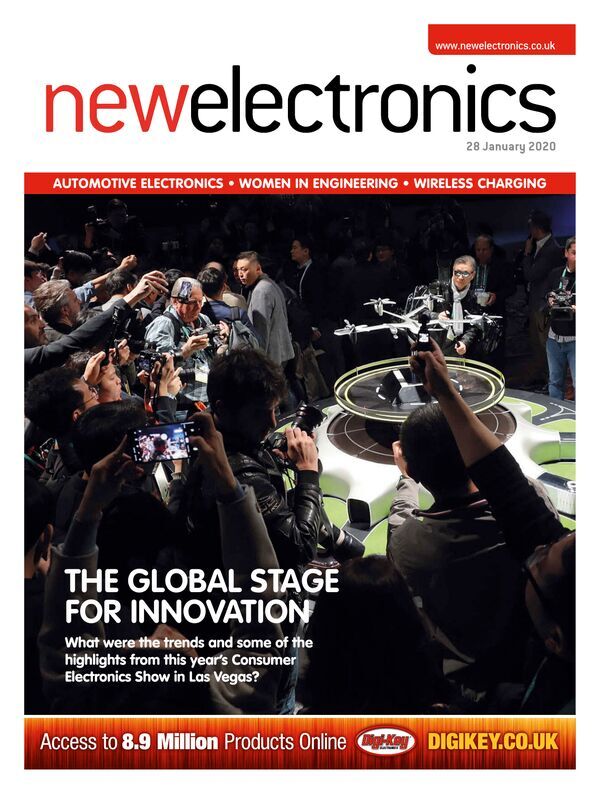 www.newelectronics.co.uk
newelectronics
28 January 2020
AUTOMOTIVE ELECTRONICS • WOMEN IN ENGINEERING • WIRELESS CHARGING
THE GLOBAL STAGE
FOR INNOVATION
What were the trends and some of the
highlights from this year's Consumer
Electronics Show in Las Vegas?
Access to 8.9 Million Products Online Digi-Key ELECTRONICS DIGIKEY.CO.UK